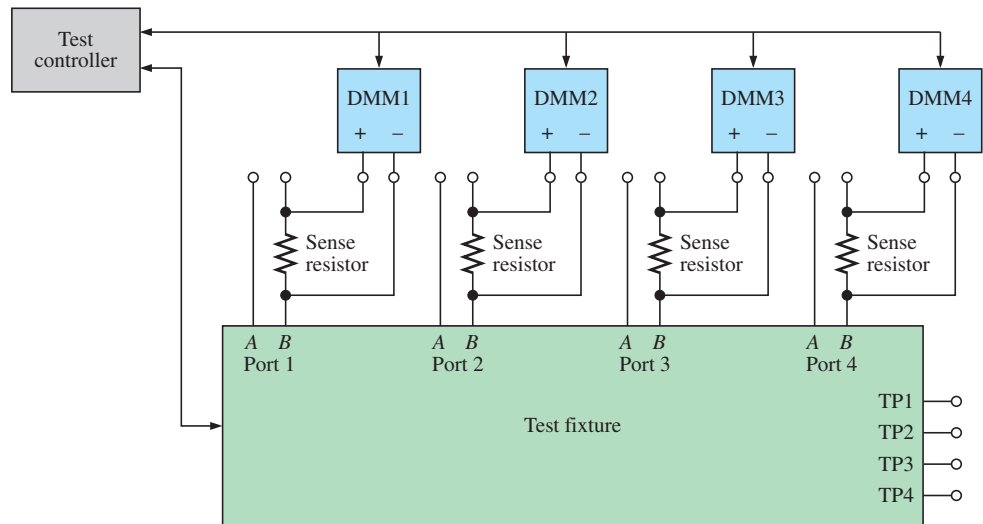 Test
controller
DMM1
DMM2
DMM3
DMM4
+ –
+ –
+ –
+ –
Sense
resistor
Sense
resistor
Sense
resistor
Sense
resistor
A B
Port 1
A B
Port 2
A B
Port 3
A B
Port 4
TP1
Test fixture
TP2
TP3
TP4